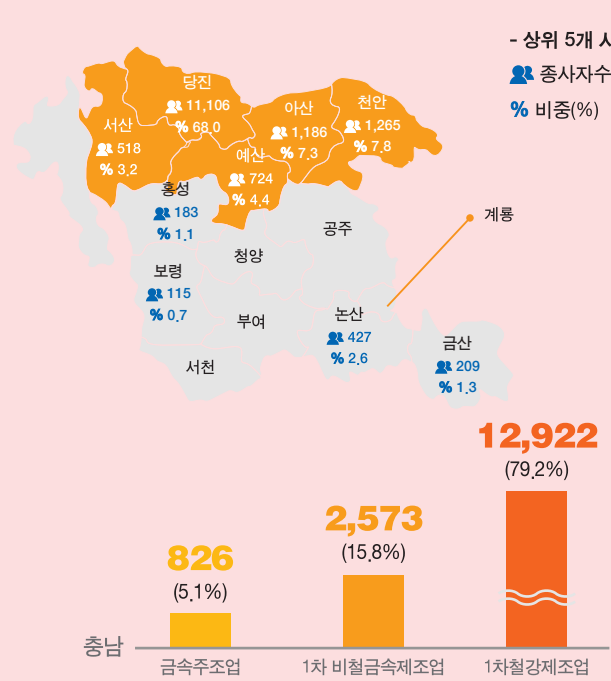 - 상위 5개 시
종사자수
% 비중(%)
당진
11,106
% 68.0
서산
518
% 3.2
아산
1,186
% 7.3
천안
1,265
% 7.8
예산
724
% 4.4
홍성
183
% 1.1
공주
계룡
청양
보령
115
% 0.7
부여
논산
427
% 2.6
금산
209
% 1.3
서천
12,922
(79.2%)
2,573
(15.8%)
826
(5.1%)
충남
금속주조업
1차 비철금속제조업
1차철강제조업